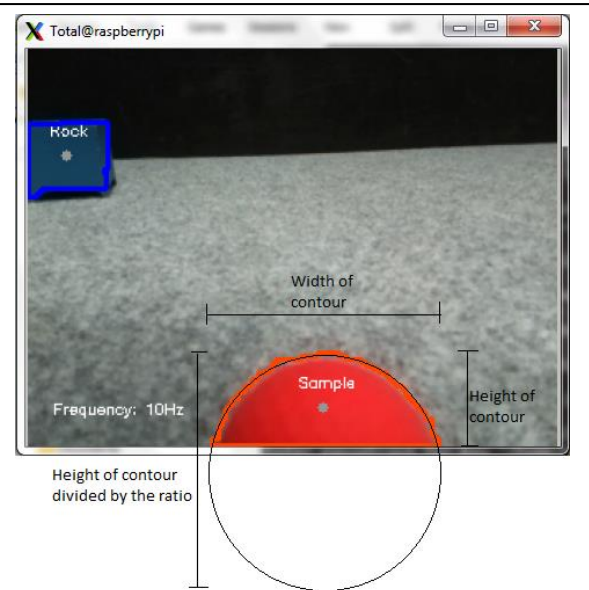 Total@raspberrypi
Rock
Width of
contour
Sample
Height of
contour
Frequency: 10Hz
Height of contour
divided by the ratio